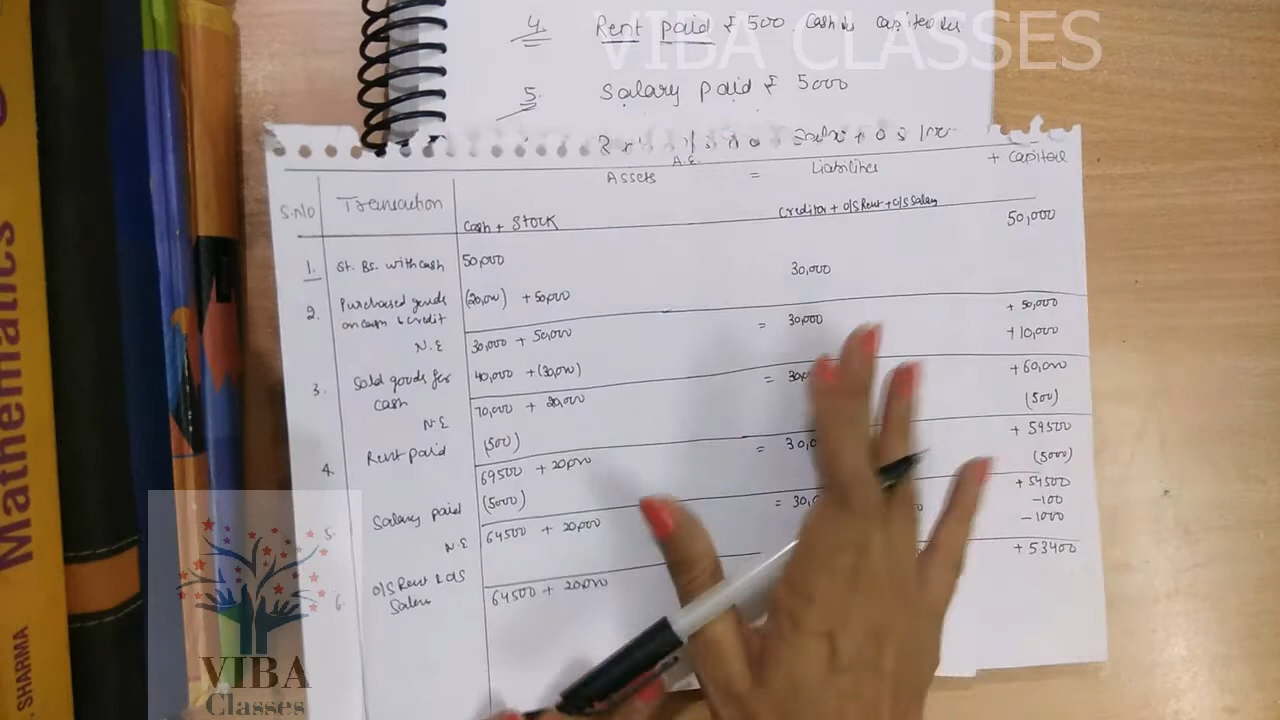 VIBA CLASSES
4. Rent paid ₹ 500 Cash ↓ capital ↓
5. Salary paid ₹ 5000
A.E.
Assets = Liabilities + Capital
S.NO Transaction Cash + Stock Creditor + O/S Rent + O/S Salary
1. St. Bs. with cash 50,000 50,000
2. Purchased goods (20,000) + 50,000 30,000
on cash & credit
N.E 30,000 + 50,000 = 30,000 + 50,000
3. Sold goods for 40,000 + (30,000) +10,000
cash
N.E 70,000 + 20,000 = +60,000
4. Rent paid (500) (500)
69500 + 20,000 = + 59500
5. Salary paid (5000) (5000)
N.E 64500 + 20,000 = +54500
6. O/S Rent & O/S -100
Salary -1000
64500 + 20,000 + 53400
Mathematics
. SHARMA
VIBA
Classes